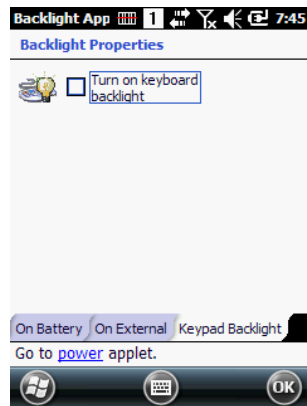 Backlight App 1 7:45
Backlight Properties
Turn on keyboard
backlight
On Battery On External Keypad Backlight
Go to power applet.
OK